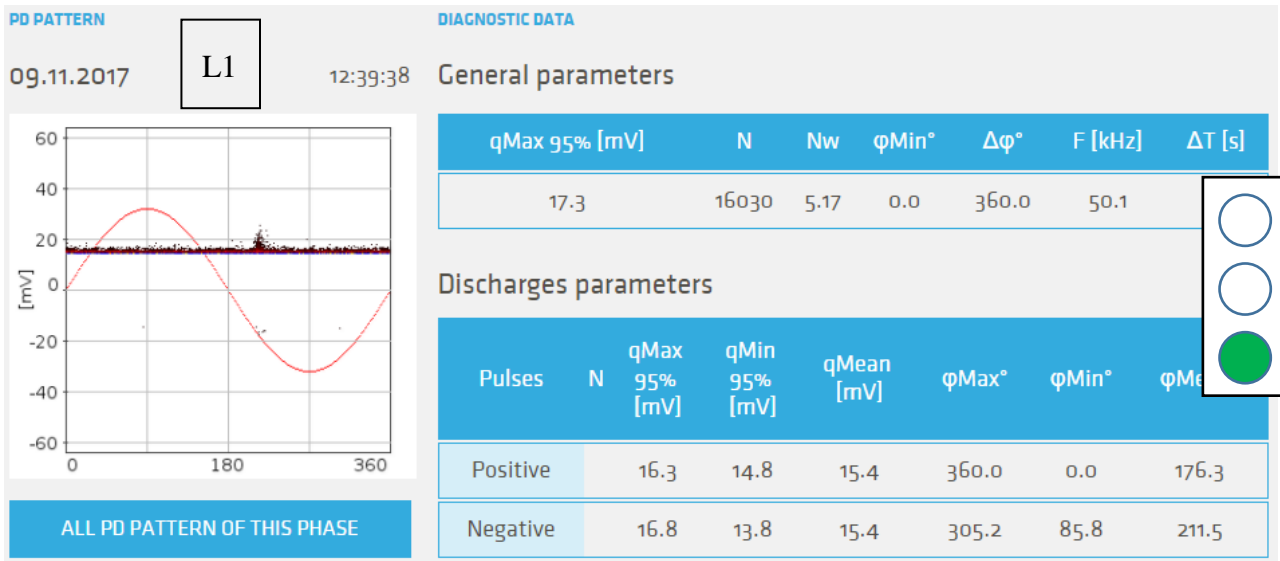 PD PATTERN
09.11.2017 L1 12:39:38
60
40
20
0
-20
-40
-60
[mV]
0 180 360
ALL PD PATTERN OF THIS PHASE
DIAGNOSTIC DATA
General parameters
qMax 95% [mV] N Nw φMin° Δφ° F [kHz] ΔT [s]
17.3 16030 5.17 0.0 360.0 50.1
Discharges parameters
Pulses N qMax 95% [mV] qMin 95% [mV] qMean [mV] φMax° φMin°
Positive 16.3 14.8 15.4 360.0 0.0 176.3
Negative 16.8 13.8 15.4 305.2 85.8 211.5